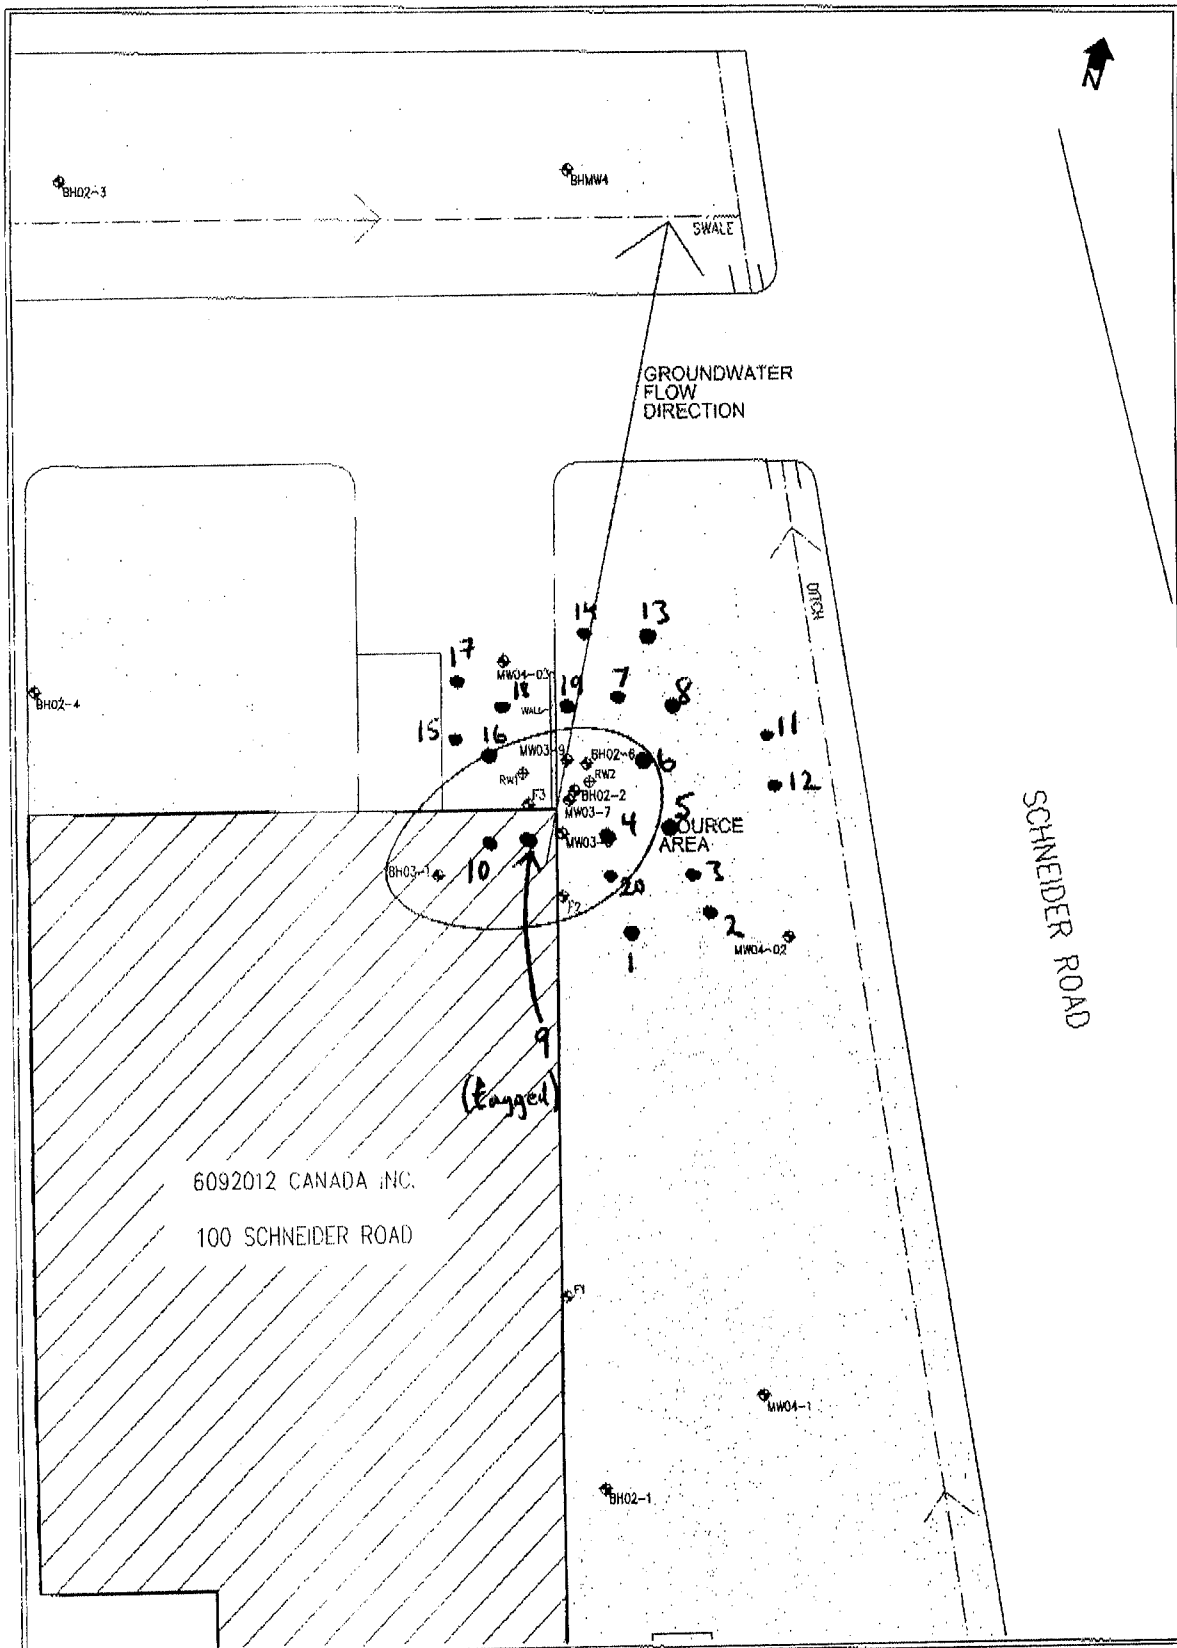 N
BH02-3
BHMW4
SWALE
GROUNDWATER
FLOW
DIRECTION
DITCH
14
13
17
MW04-03
18
19
7
8
WALL
BH02-4
15
16
11
MW03-9
BH02-6
6
RW1
RW2
12
F3
BH02-2
MW03-7
5
4
OURCE
AREA
MW03-
BH03-1
10
20
3
F2
2
MW04-02
1
SCHNEIDER ROAD
9
(tagged)
6092012 CANADA INC.
100 SCHNEIDER ROAD
F1
MW04-1
BH02-1